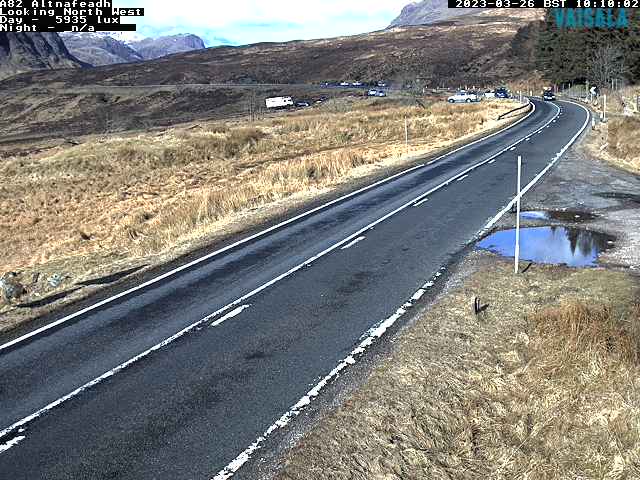 A82 Altnafeadh
Looking North West
Day - 5935 lux
Night - n/a
2023-03-26 BST 10:10:02
VAISALA